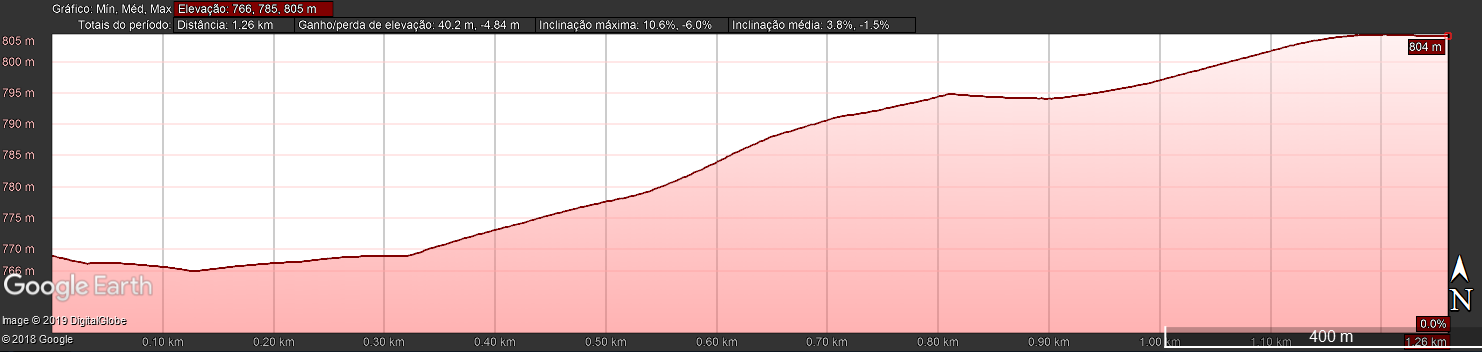 Gráfico: Mín, Méd, Máx Elevação: 766, 785, 805 m
Totais do período: Distância: 1.26 km Ganho/perda de elevação: 40.2 m, -4.84 m Inclinação máxima: 10.6%, -6.0% Inclinação média: 3.8%, -1.5%
805 m
804 m
800 m
795 m
790 m
785 m
780 m
775 m
770 m
766 m
Google Earth
N
Image © 2019 DigitalGlobe
0.0%
© 2018 Google
0.10 km 0.20 km 0.30 km 0.40 km 0.50 km 0.60 km 0.70 km 0.80 km 0.90 km 1.00 km 1.10 km 400 m 1.26 km